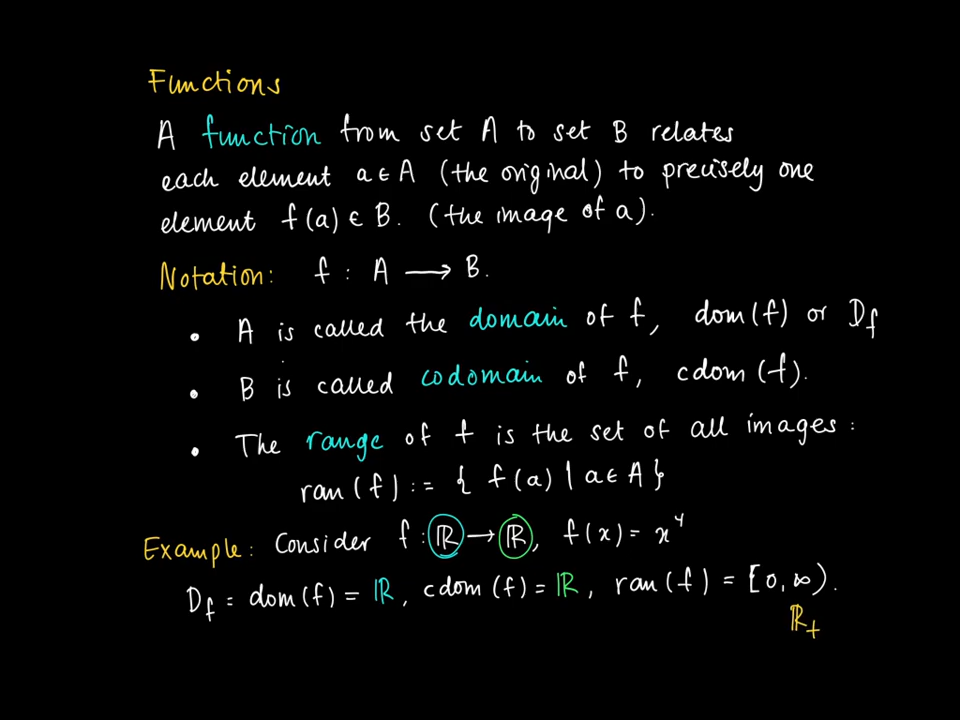 Functions
A function from set A to set B relates
each element a ∈ A (the original) to precisely one
element f(a) ∈ B. (the image of a).
Notation: f : A ⟶ B.
• A is called the domain of f, dom(f) or D_f
• B is called codomain of f, cdom(f).
• The range of f is the set of all images:
ran(f) := { f(a) | a ∈ A }
Example: Consider f: ℝ → ℝ, f(x) = x⁴
D_f = dom(f) = ℝ, cdom(f) = ℝ, ran(f) = [0, ∞).
ℝ₊